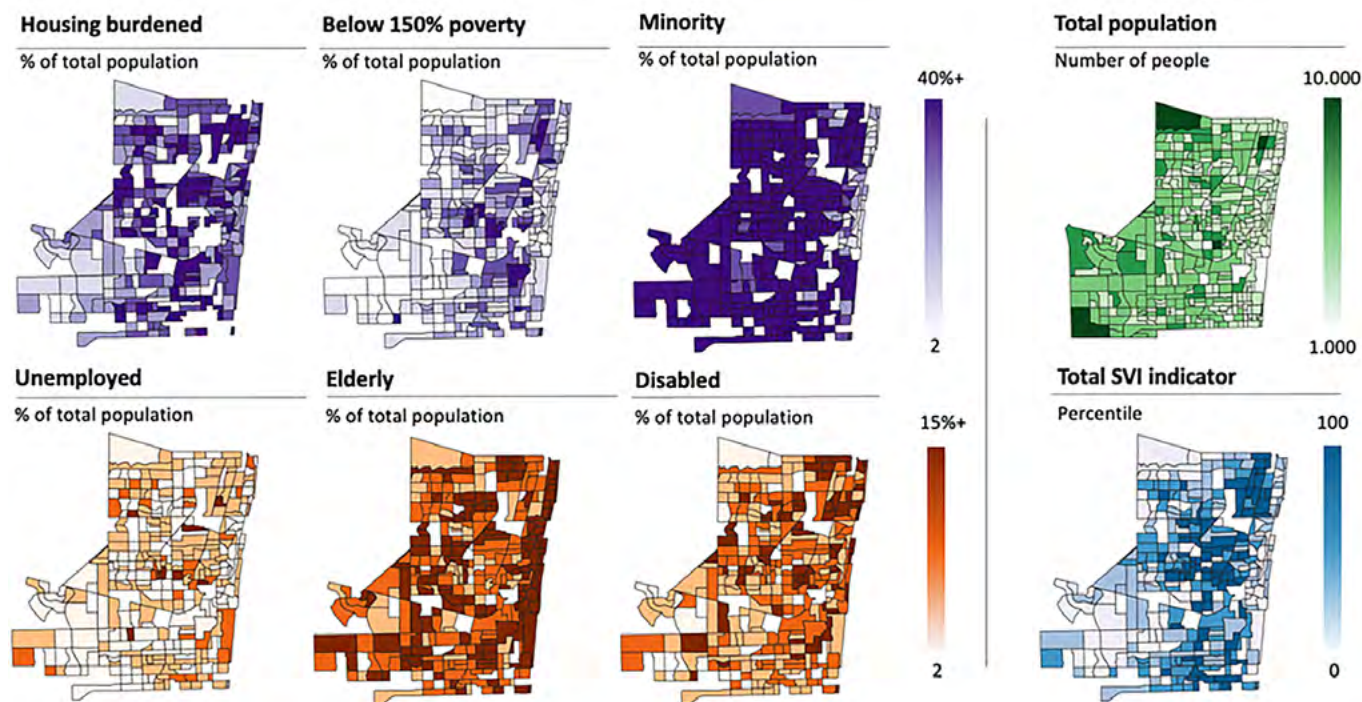 Housing burdened
% of total population
Below 150% poverty
% of total population
Minority
% of total population
40%+
2
Total population
Number of people
10.000
1.000
Unemployed
% of total population
Elderly
% of total population
Disabled
% of total population
15%+
2
Total SVI indicator
Percentile
100
0